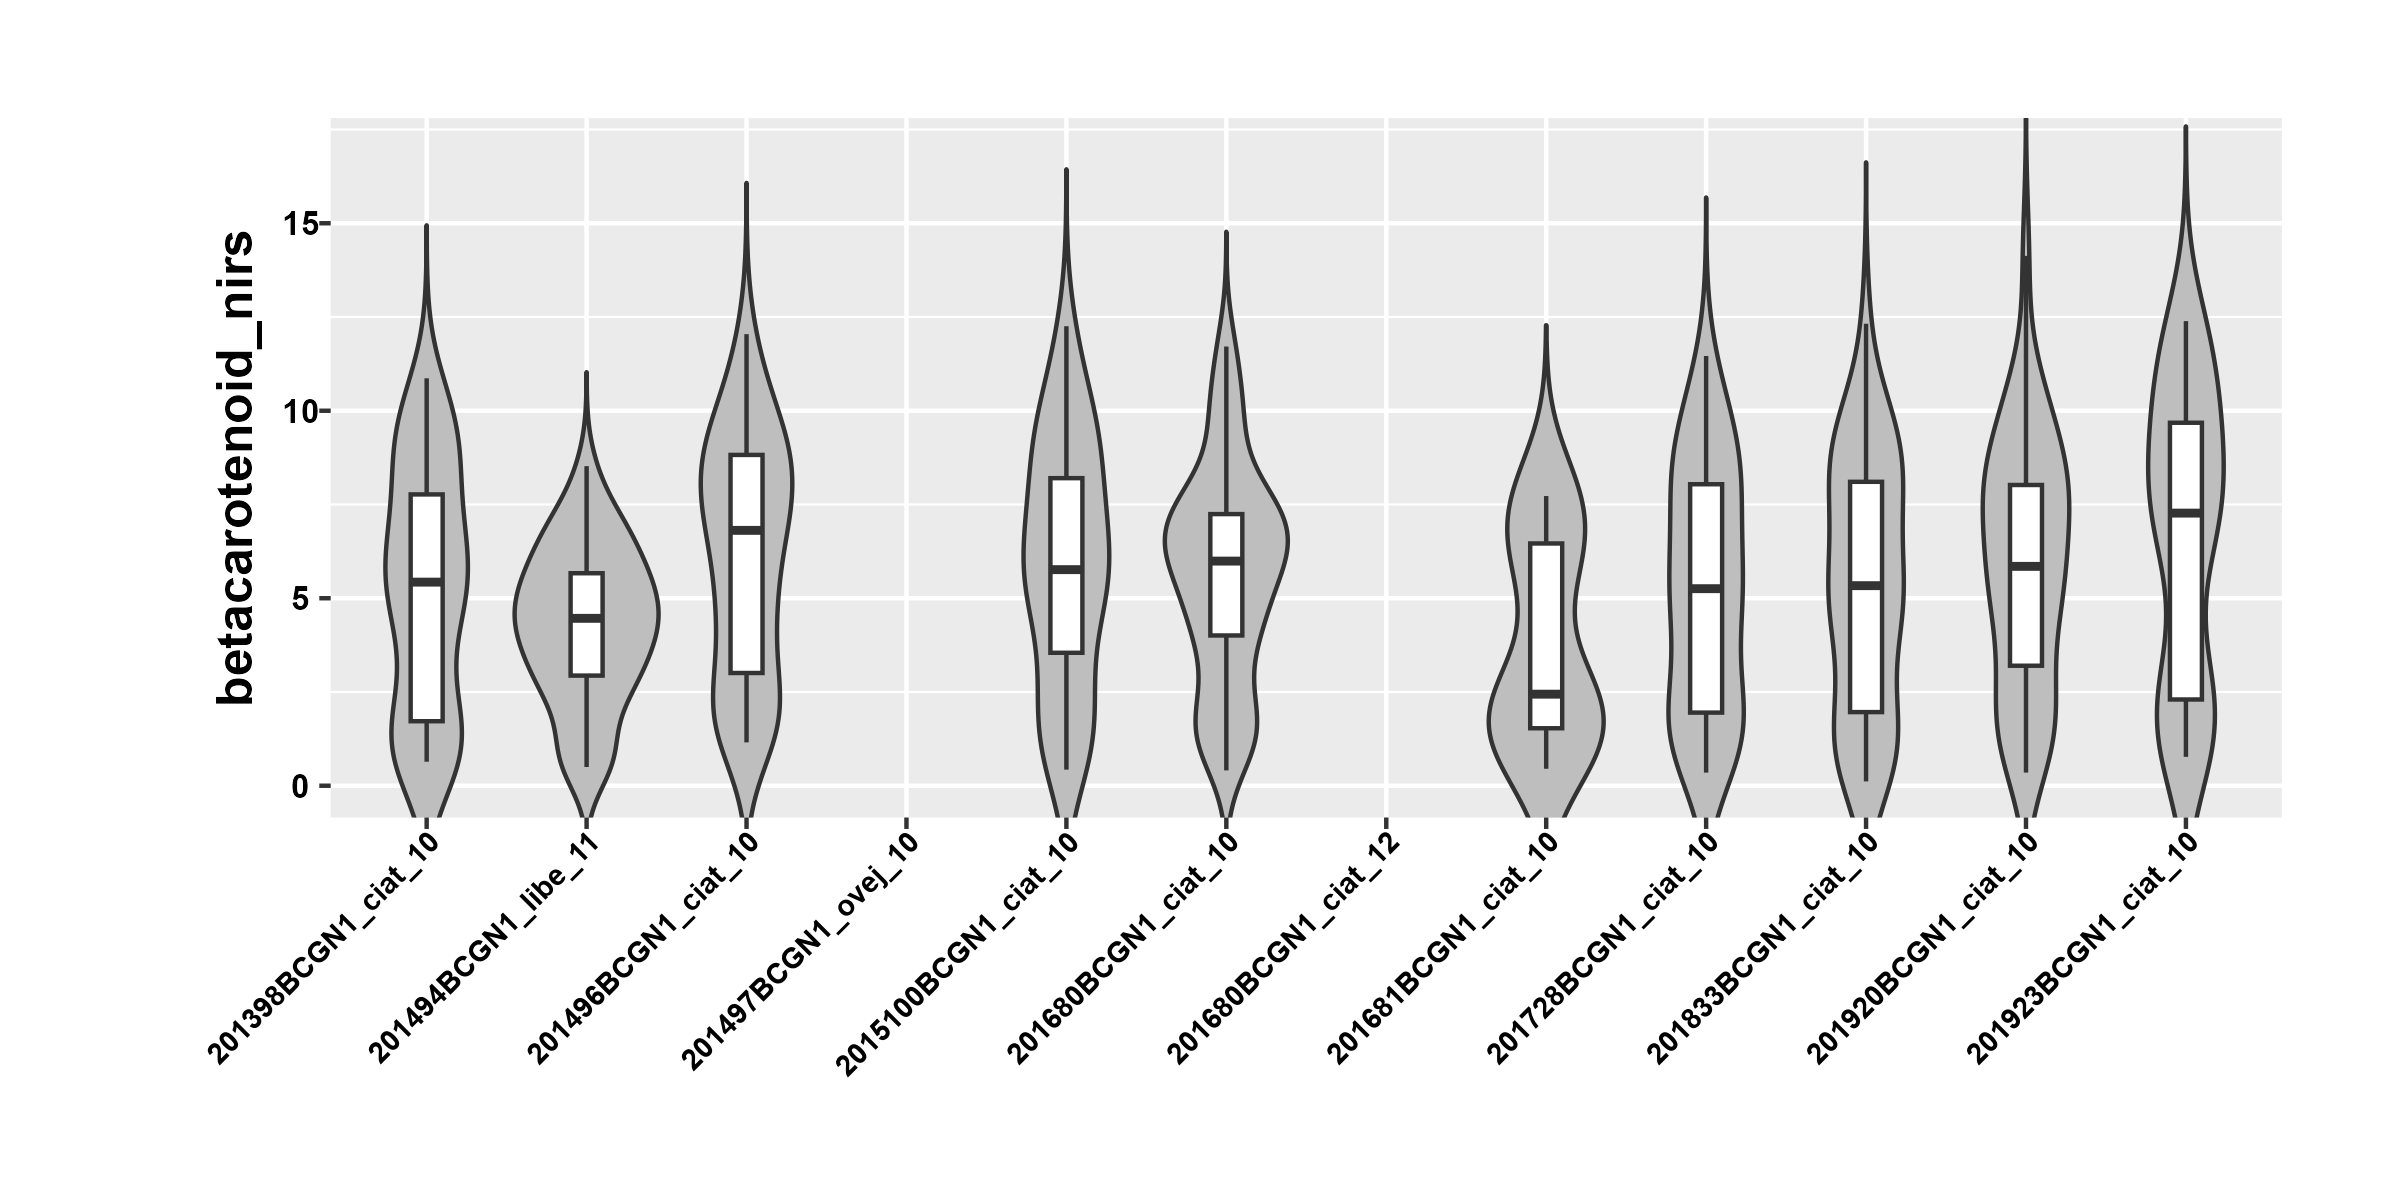 betacarotenoid_nirs
15
10
5
0
201398BCGN1_ciat_10
201494BCGN1_libe_11
201496BCGN1_ciat_10
201497BCGN1_ovej_10
2015100BCGN1_ciat_10
201680BCGN1_ciat_10
201680BCGN1_ciat_12
201681BCGN1_ciat_10
201728BCGN1_ciat_10
201833BCGN1_ciat_10
201920BCGN1_ciat_10
201923BCGN1_ciat_10